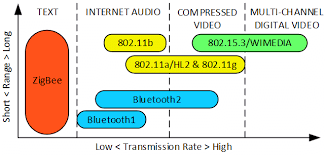 TEXT
INTERNET AUDIO
COMPRESSED
VIDEO
MULTI-CHANNEL
DIGITAL VIDEO
802.11b
802.15.3/WIMEDIA
802.11a/HL2 & 802.11g
ZigBee
Bluetooth2
Bluetooth1
Short < Range > Long
Low < Transmission Rate > High